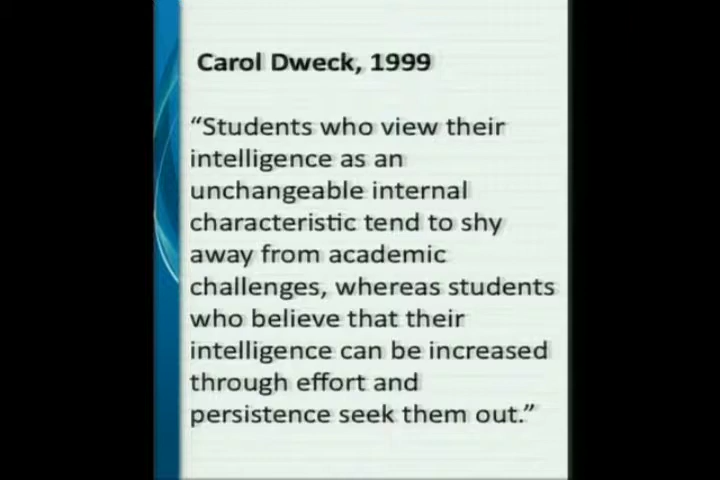 Carol Dweck, 1999
“Students who view their
intelligence as an
unchangeable internal
characteristic tend to shy
away from academic
challenges, whereas students
who believe that their
intelligence can be increased
through effort and
persistence seek them out.”